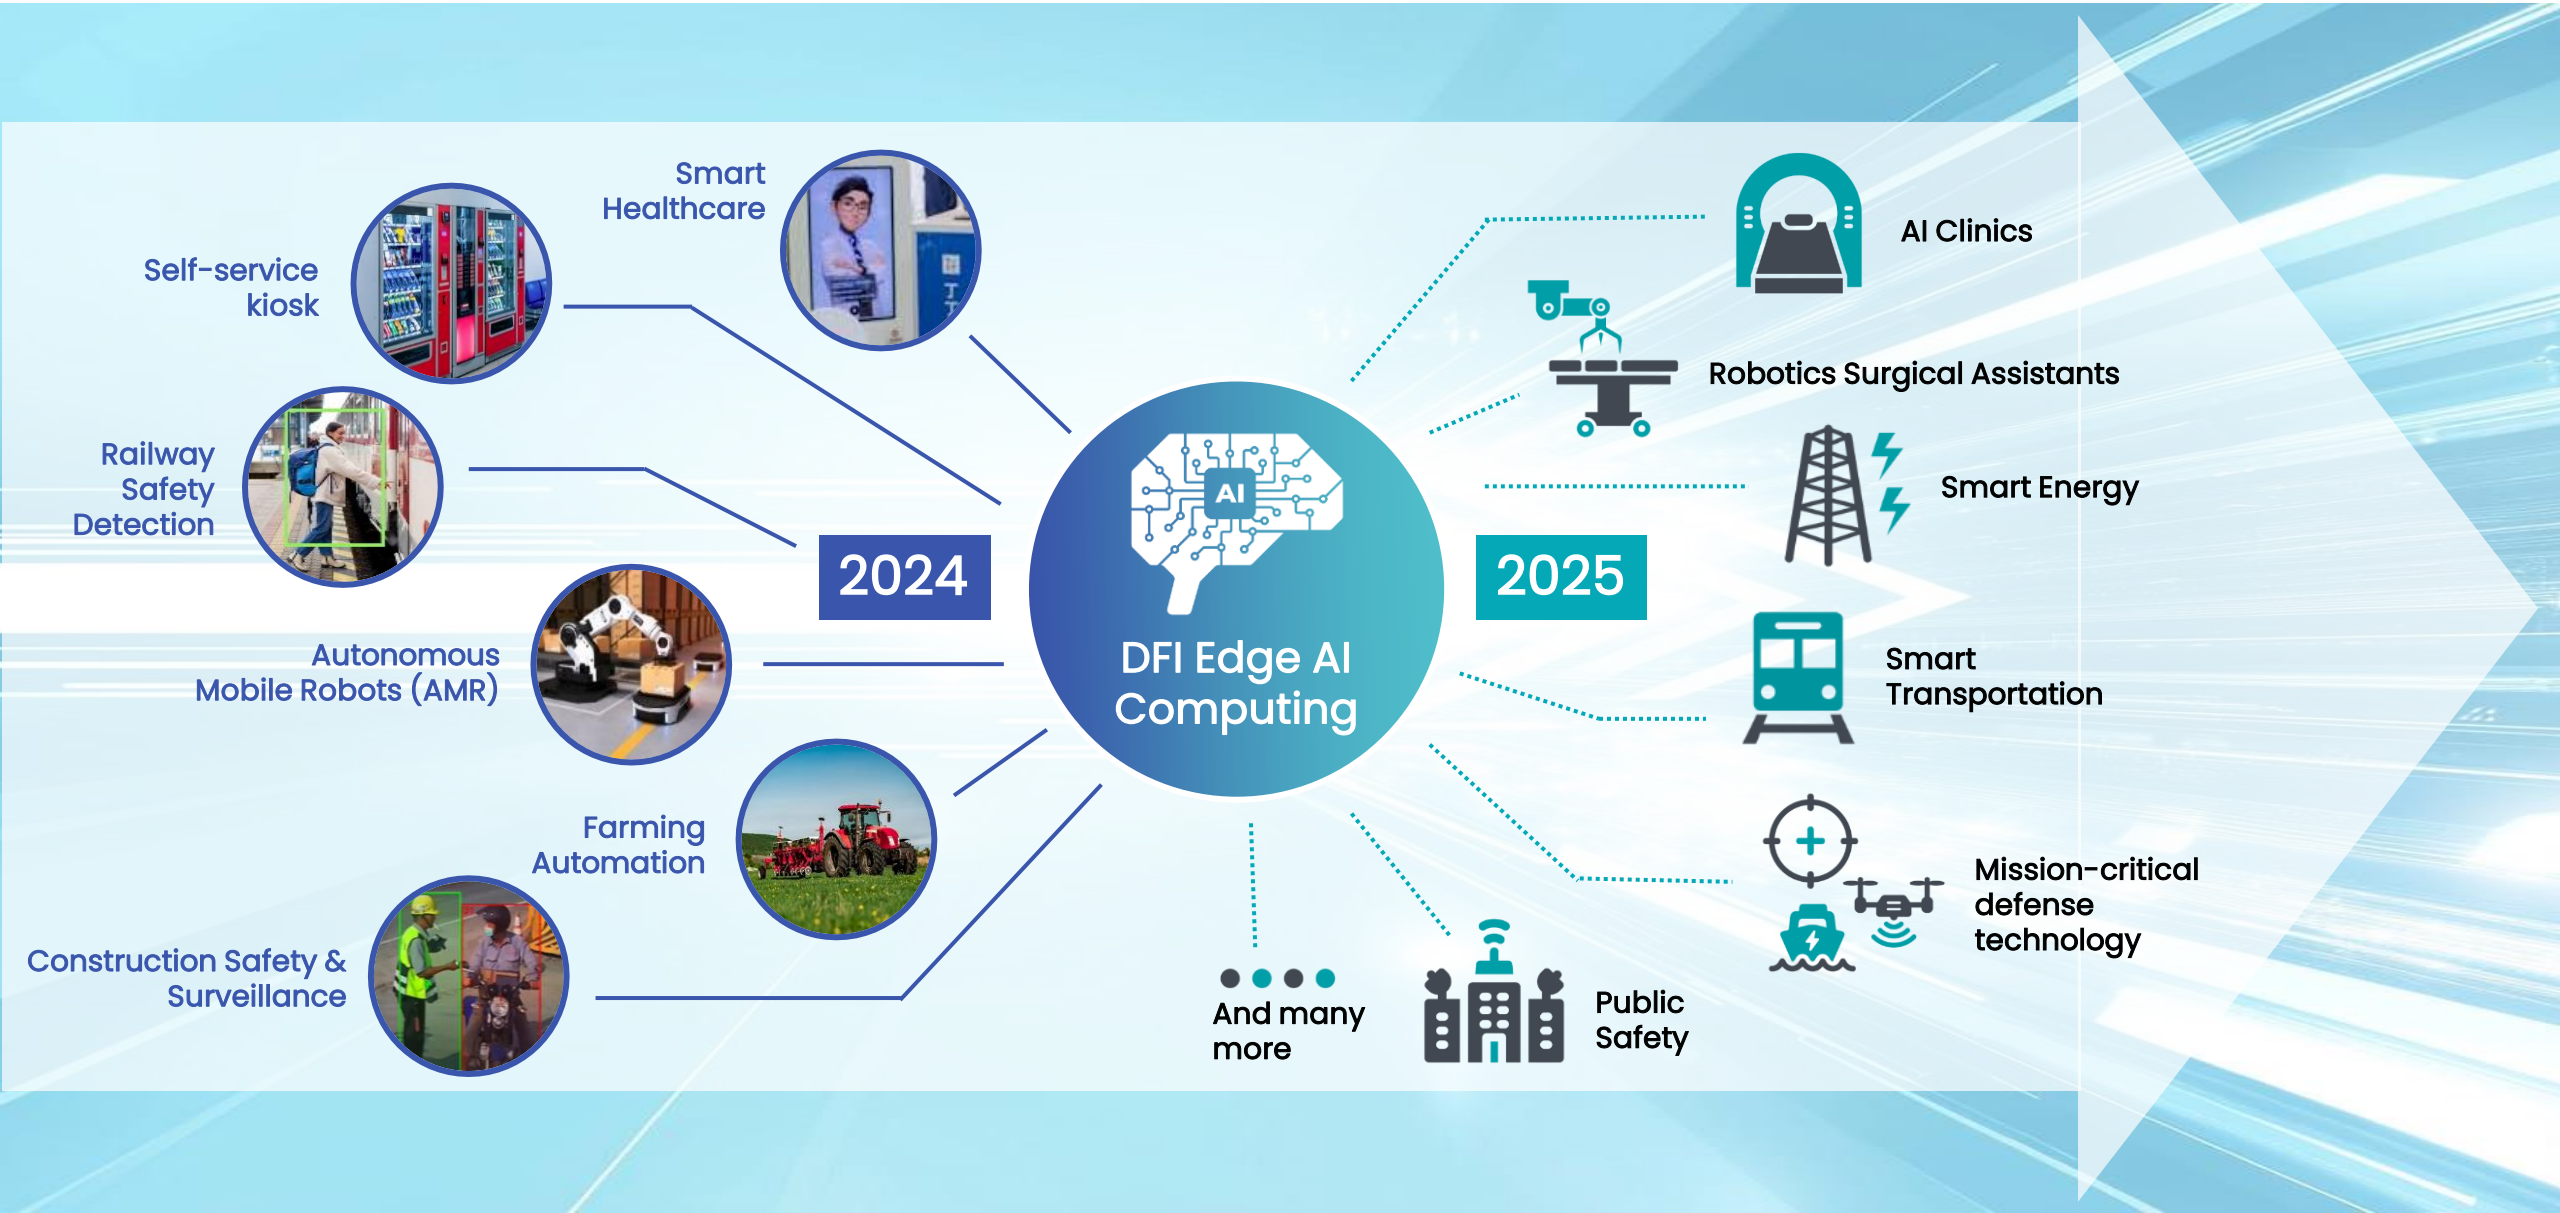 Smart
Healthcare
Self-service
kiosk
Railway
Safety
Detection
Autonomous
Mobile Robots (AMR)
Farming
Automation
Construction Safety &
Surveillance
2024
AI
DFI Edge AI
Computing
2025
AI Clinics
Robotics Surgical Assistants
Smart Energy
Smart
Transportation
Mission-critical
defense
technology
Public
Safety
And many
more